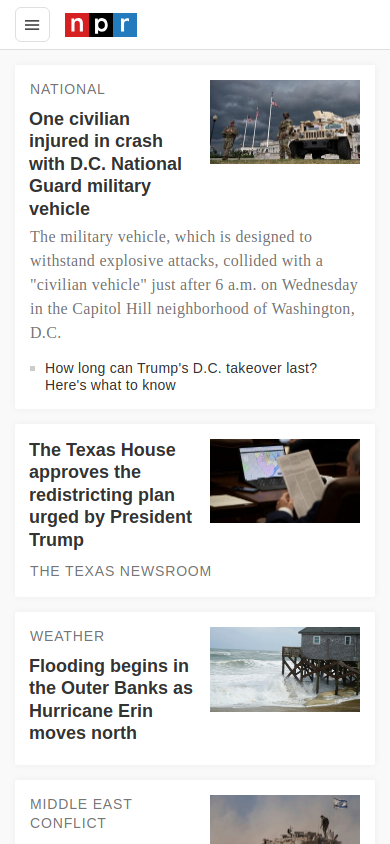 npr
NATIONAL
One civilian
injured in crash
with D.C. National
Guard military
vehicle
The military vehicle, which is designed to
withstand explosive attacks, collided with a
"civilian vehicle" just after 6 a.m. on Wednesday
in the Capitol Hill neighborhood of Washington,
D.C.
How long can Trump's D.C. takeover last?
Here's what to know
The Texas House
approves the
redistricting plan
urged by President
Trump
THE TEXAS NEWSROOM
WEATHER
Flooding begins in
the Outer Banks as
Hurricane Erin
moves north
MIDDLE EAST
CONFLICT